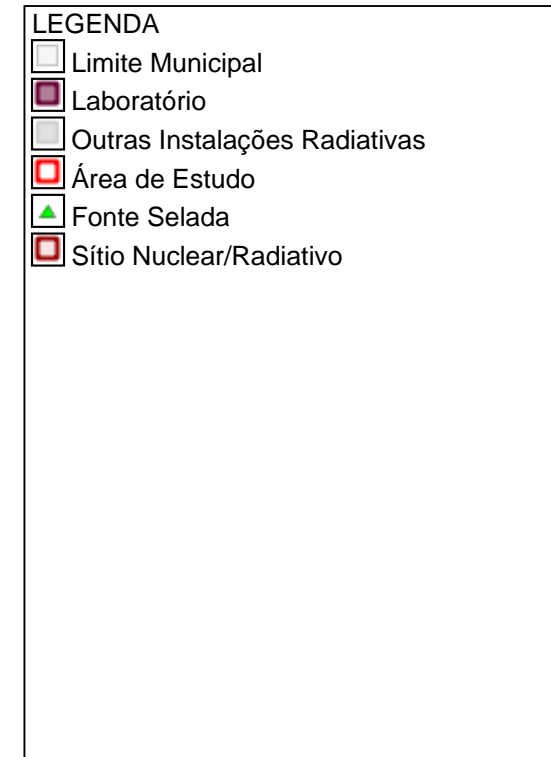 LEGENDA
Limite Municipal
Laboratório
Outras Instalações Radiativas
Área de Estudo
Fonte Selada
Sítio Nuclear/Radiativo